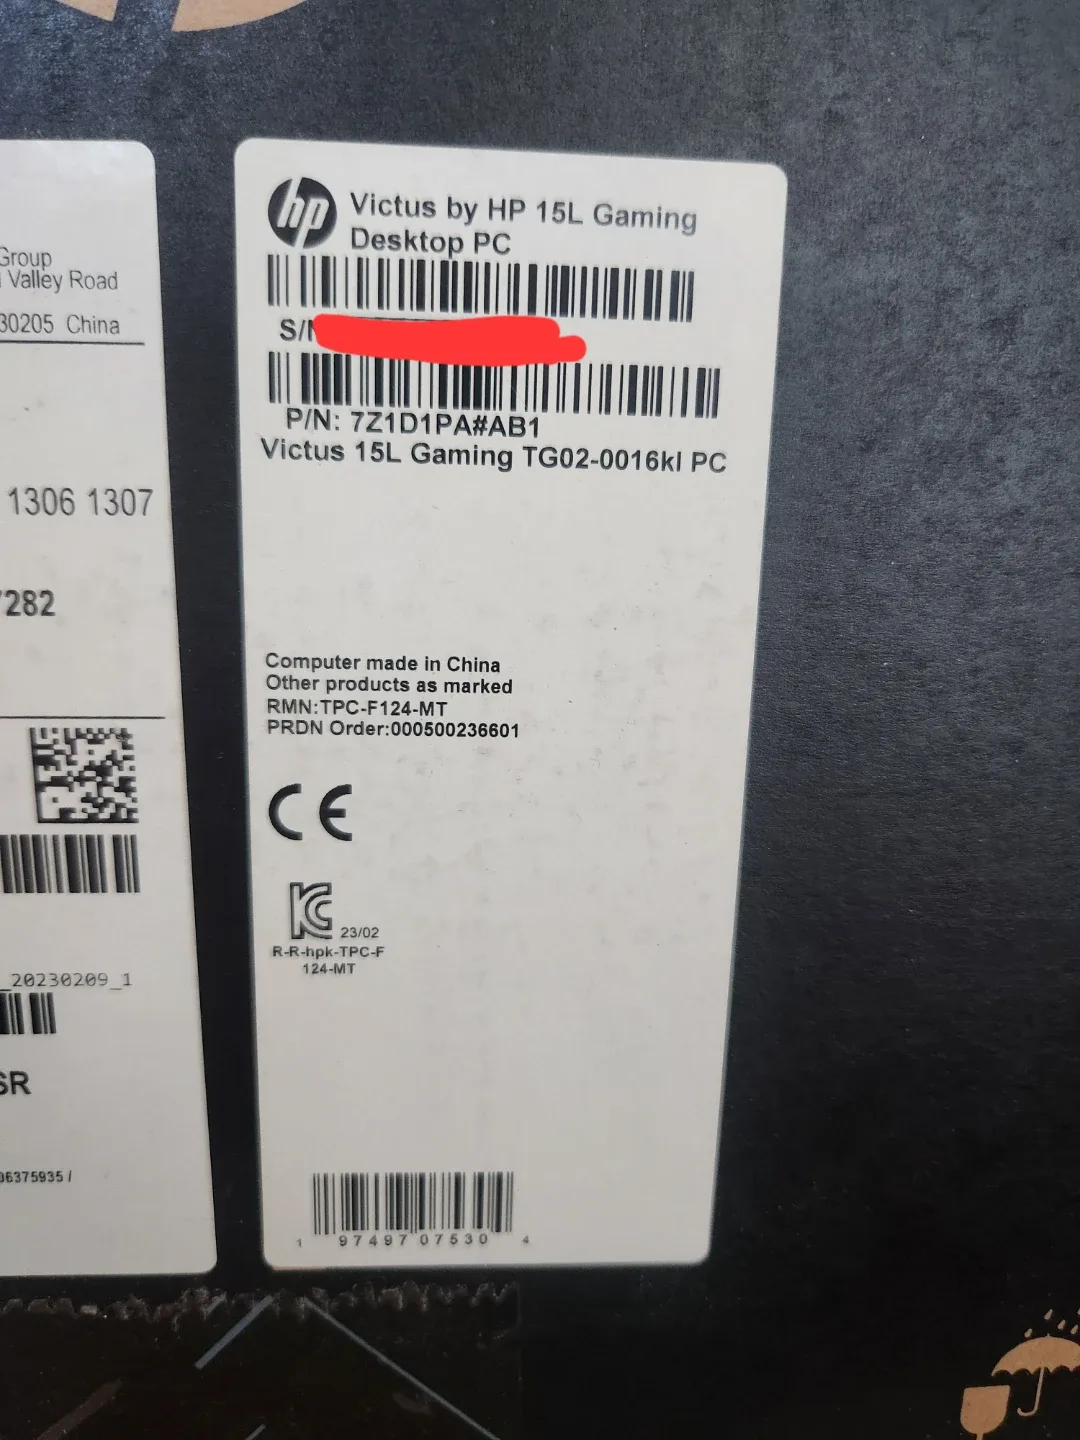 Group
Valley Road
30205 China
1306 1307
7282
_20230209_1
SR
06375935 /
hp
Victus by HP 15L Gaming
Desktop PC
S/N
P/N: 7Z1D1PA#AB1
Victus 15L Gaming TG02-0016kl PC
Computer made in China
Other products as marked
RMN:TPC-F124-MT
PRDN Order:000500236601
CE
KC 23/02
R-R-hpk-TPC-F
124-MT
1 97497 07530 4